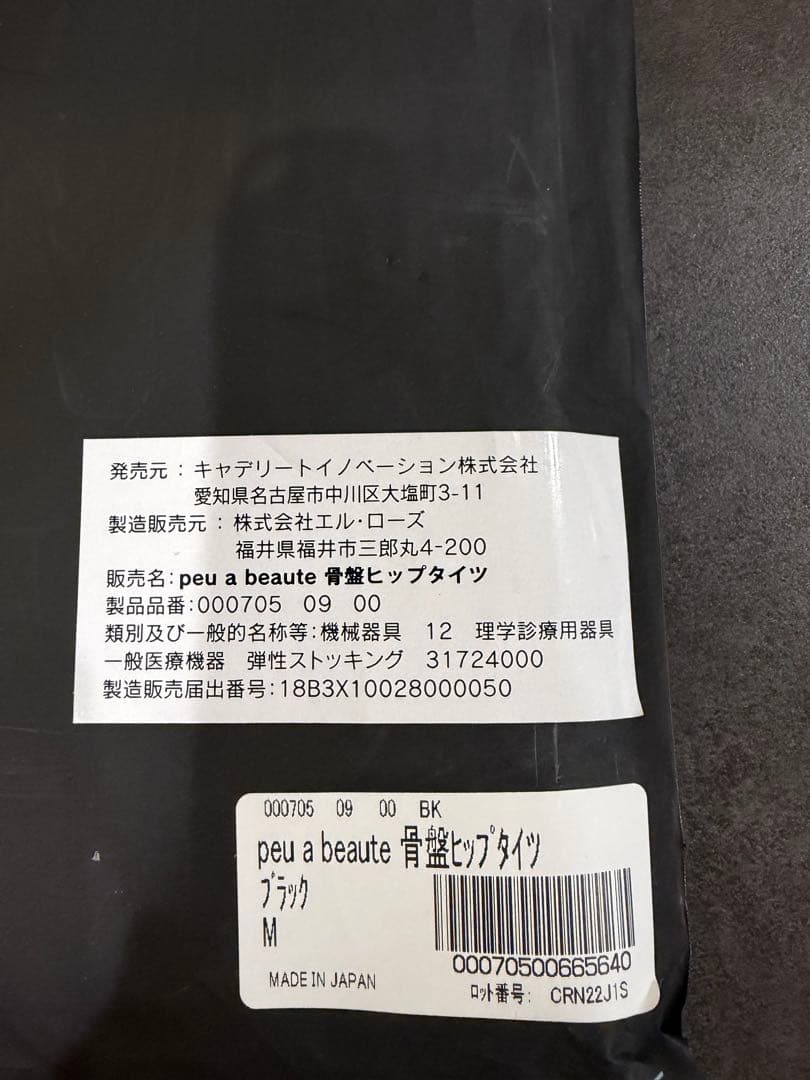 発売元：キャデリートイノベーション株式会社
愛知県名古屋市中川区大塩町3-11
製造販売元：株式会社エル・ローズ
福井県福井市三郎丸4-200
販売名：peu a beaute 骨盤ヒップタイツ
製品品番：000705 09 00
類別及び一般的名称等：機械器具 12 理学診療用器具
一般医療機器 弾性ストッキング 31724000
製造販売届出番号：18B3X10028000050
000705 09 00 BK
peu a beaute 骨盤ヒップタイツ
ブラック
M
00070500665640
MADE IN JAPAN
ロット番号： CRN22J1S